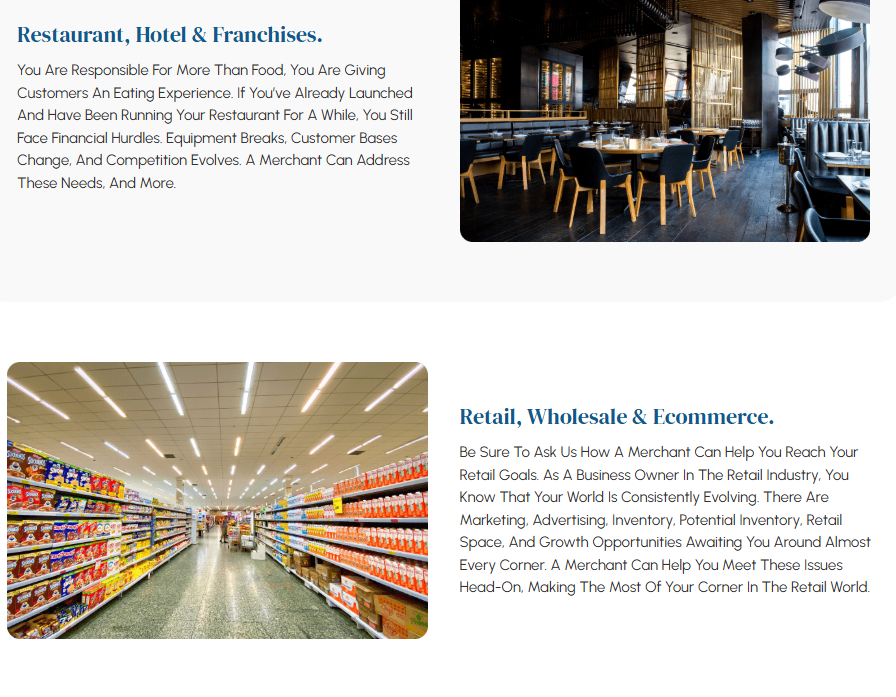 Restaurant, Hotel & Franchises.
You Are Responsible For More Than Food, You Are Giving
Customers An Eating Experience. If You've Already Launched
And Have Been Running Your Restaurant For A While, You Still
Face Financial Hurdles. Equipment Breaks, Customer Bases
Change, And Competition Evolves. A Merchant Can Address
These Needs, And More.
Retail, Wholesale & Ecommerce.
Be Sure To Ask Us How A Merchant Can Help You Reach Your
Retail Goals. As A Business Owner In The Retail Industry, You
Know That Your World Is Consistently Evolving. There Are
Marketing, Advertising, Inventory, Potential Inventory, Retail
Space, And Growth Opportunities Awaiting You Around Almost
Every Corner. A Merchant Can Help You Meet These Issues
Head-On, Making The Most Of Your Corner In The Retail World.